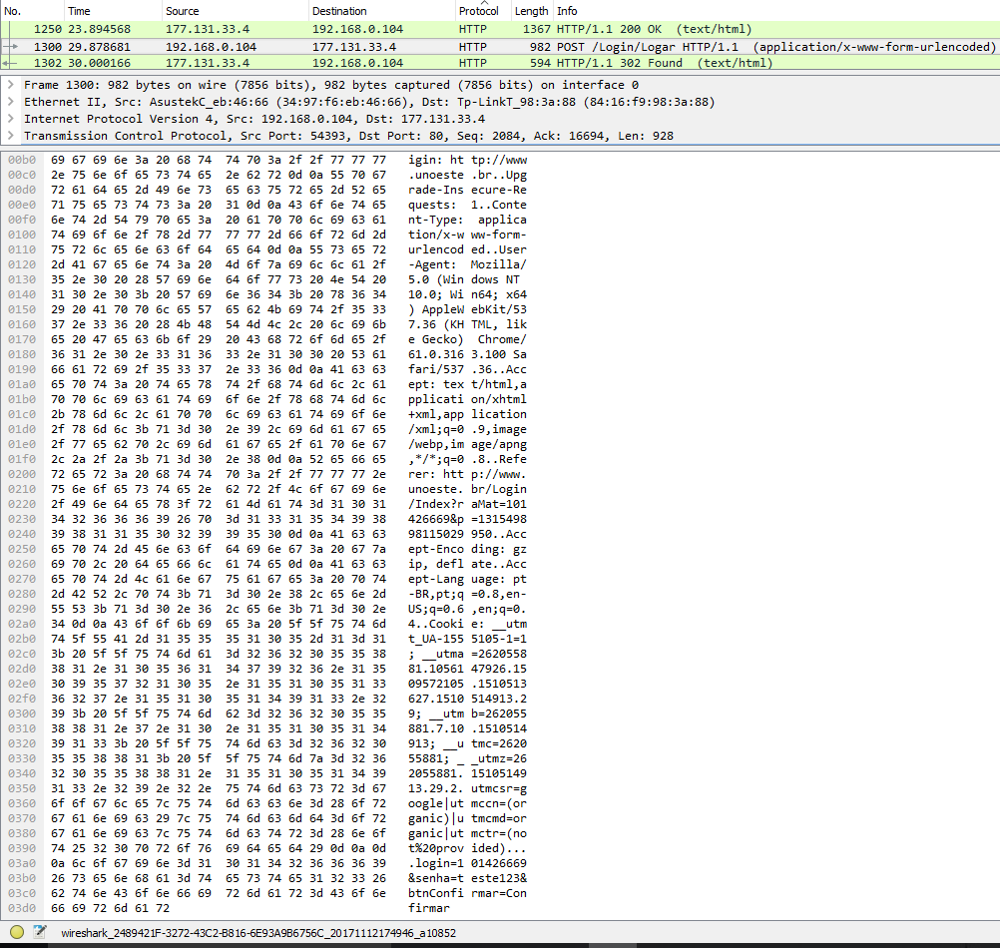 No. Time Source Destination Protocol Length Info
1250 23.894568 177.131.33.4 192.168.0.104 HTTP 1367 HTTP/1.1 200 OK (text/html)
1300 29.878681 192.168.0.104 177.131.33.4 HTTP 982 POST /Login/Logar HTTP/1.1 (application/x-www-form-urlencoded)
1302 30.000166 177.131.33.4 192.168.0.104 HTTP 594 HTTP/1.1 302 Found (text/html)
Frame 1300: 982 bytes on wire (7856 bits), 982 bytes captured (7856 bits) on interface 0
Ethernet II, Src: AsustekC_eb:46:66 (34:97:f6:eb:46:66), Dst: Tp-LinkT_98:3a:88 (84:16:f9:98:3a:88)
Internet Protocol Version 4, Src: 192.168.0.104, Dst: 177.131.33.4
Transmission Control Protocol, Src Port: 54393, Dst Port: 80, Seq: 2084, Ack: 16694, Len: 928
00b0 69 67 69 6e 3a 20 68 74 74 70 3a 2f 2f 77 77 77 igin: ht tp://www
00c0 2e 75 6e 6f 65 73 74 65 2e 62 72 0d 0a 55 70 67 .unoeste .br..Upg
00d0 72 61 64 65 2d 49 6e 73 65 63 75 72 65 2d 52 65 rade-Ins ecure-Re
00e0 71 75 65 73 74 73 3a 20 31 0d 0a 43 6f 6e 74 65 quests: 1..Conte
00f0 6e 74 2d 54 79 70 65 3a 20 61 70 70 6c 69 63 61 nt-Type: applica
0100 74 69 6f 6e 2f 78 2d 77 77 77 2d 66 6f 72 6d 2d tion/x-w ww-form-
0110 75 72 6c 65 6e 63 6f 64 65 64 0d 0a 55 73 65 72 urlencod ed..User
0120 2d 41 67 65 6e 74 3a 20 4d 6f 7a 69 6c 6c 61 2f -Agent: Mozilla/
0130 35 2e 30 20 28 57 69 6e 64 6f 77 73 20 4e 54 20 5.0 (Win dows NT
0140 31 30 2e 30 3b 20 57 69 6e 36 34 3b 20 78 36 34 10.0; Wi n64; x64
0150 29 20 41 70 70 6c 65 57 65 62 4b 69 74 2f 35 33 ) AppleW ebKit/53
0160 37 2e 33 36 20 28 4b 48 54 4d 4c 2c 20 6c 69 6b 7.36 (KH TML, lik
0170 65 20 47 65 63 6b 6f 29 20 43 68 72 6f 6d 65 2f e Gecko) Chrome/
0180 36 31 2e 30 2e 33 31 36 33 2e 31 30 30 20 53 61 61.0.316 3.100 Sa
0190 66 61 72 69 2f 35 33 37 2e 33 36 0d 0a 41 63 63 fari/537 .36..Acc
01a0 65 70 74 3a 20 74 65 78 74 2f 68 74 6d 6c 2c 61 ept: tex t/html,a
01b0 70 70 6c 69 63 61 74 69 6f 6e 2f 78 68 74 6d 6c pplicati on/xhtml
01c0 2b 78 6d 6c 2c 61 70 70 6c 69 63 61 74 69 6f 6e +xml,app lication
01d0 2f 78 6d 6c 3b 71 3d 30 2e 39 2c 69 6d 61 67 65 /xml;q=0 .9,image
01e0 2f 77 65 62 70 2c 69 6d 61 67 65 2f 61 70 6e 67 /webp,im age/apng
01f0 2c 2a 2f 2a 3b 71 3d 30 2e 38 0d 0a 52 65 66 65 ,*/*;q=0 .8..Refe
0200 72 65 72 3a 20 68 74 74 70 3a 2f 2f 77 77 77 2e rer: htt p://www.
0210 75 6e 6f 65 73 74 65 2e 62 72 2f 4c 6f 67 69 6e unoeste. br/Login
0220 2f 49 6e 64 65 78 3f 72 61 4d 61 74 3d 31 30 31 /Index?r aMat=101
0230 34 32 36 36 36 39 26 70 3d 31 33 31 35 34 39 38 426669&p =1315498
0240 39 38 31 31 35 30 32 39 39 35 30 0d 0a 41 63 63 98115029 950..Acc
0250 65 70 74 2d 45 6e 63 6f 64 69 6e 67 3a 20 67 7a ept-Enco ding: gz
0260 69 70 2c 20 64 65 66 6c 61 74 65 0d 0a 41 63 63 ip, defl ate..Acc
0270 65 70 74 2d 4c 61 6e 67 75 61 67 65 3a 20 70 74 ept-Lang uage: pt
0280 2d 42 52 2c 70 74 3b 71 3d 30 2e 38 2c 65 6e 2d -BR,pt;q =0.8,en-
0290 55 53 3b 71 3d 30 2e 36 2c 65 6e 3b 71 3d 30 2e US;q=0.6 ,en;q=0.
02a0 34 0d 0a 43 6f 6f 6b 69 65 3a 20 5f 5f 75 74 6d 4..Cooki e: __utm
02b0 74 5f 55 41 2d 31 35 35 35 31 30 35 2d 31 3d 31 t_UA-155 5105-1=1
02c0 3b 20 5f 5f 75 74 6d 61 3d 32 36 32 30 35 35 38 ; __utma =2620558
02d0 38 31 2e 31 30 35 36 31 34 37 39 32 36 2e 31 35 81.10561 47926.15
02e0 30 39 35 37 32 31 30 35 2e 31 35 31 30 35 31 33 09572105 .1510513
02f0 36 32 37 2e 31 35 31 30 35 31 34 39 31 33 2e 32 627.1510 514913.2
0300 39 3b 20 5f 5f 75 74 6d 62 3d 32 36 32 30 35 35 9; __utm b=262055
0310 38 38 31 2e 37 2e 31 30 2e 31 35 31 30 35 31 34 881.7.10 .1510514
0320 39 31 33 3b 20 5f 5f 75 74 6d 63 3d 32 36 32 30 913; __u tmc=2620
0330 35 35 38 38 31 3b 20 5f 5f 75 74 6d 7a 3d 32 36 55881; _ _utmz=26
0340 32 30 35 35 38 38 31 2e 31 35 31 30 35 31 34 39 2055881. 15105149
0350 31 33 2e 32 39 2e 32 2e 75 74 6d 63 73 72 3d 67 13.29.2. utmcsr=g
0360 6f 6f 67 6c 65 7c 75 74 6d 63 63 6e 3d 28 6f 72 oogle|ut mccn=(or
0370 67 61 6e 69 63 29 7c 75 74 6d 63 6d 64 3d 6f 72 ganic)|u tmcmd=or
0380 67 61 6e 69 63 7c 75 74 6d 63 74 72 3d 28 6e 6f ganic|ut mctr=(no
0390 74 25 32 30 70 72 6f 76 69 64 65 64 29 0d 0a 0d t%20prov ided)...
03a0 0a 6c 6f 67 69 6e 3d 31 30 31 34 32 36 36 36 39 .login=1 01426669
03b0 26 73 65 6e 68 61 3d 74 65 73 74 65 31 32 33 26 &senha=t este123&
03c0 62 74 6e 43 6f 6e 66 69 72 6d 61 72 3d 43 6f 6e btnConfi rmar=Con
03d0 66 69 72 6d 61 72 firmar
wireshark_2489421F-3272-43C2-B816-6E93A9B6756C_20171112174946_a10852